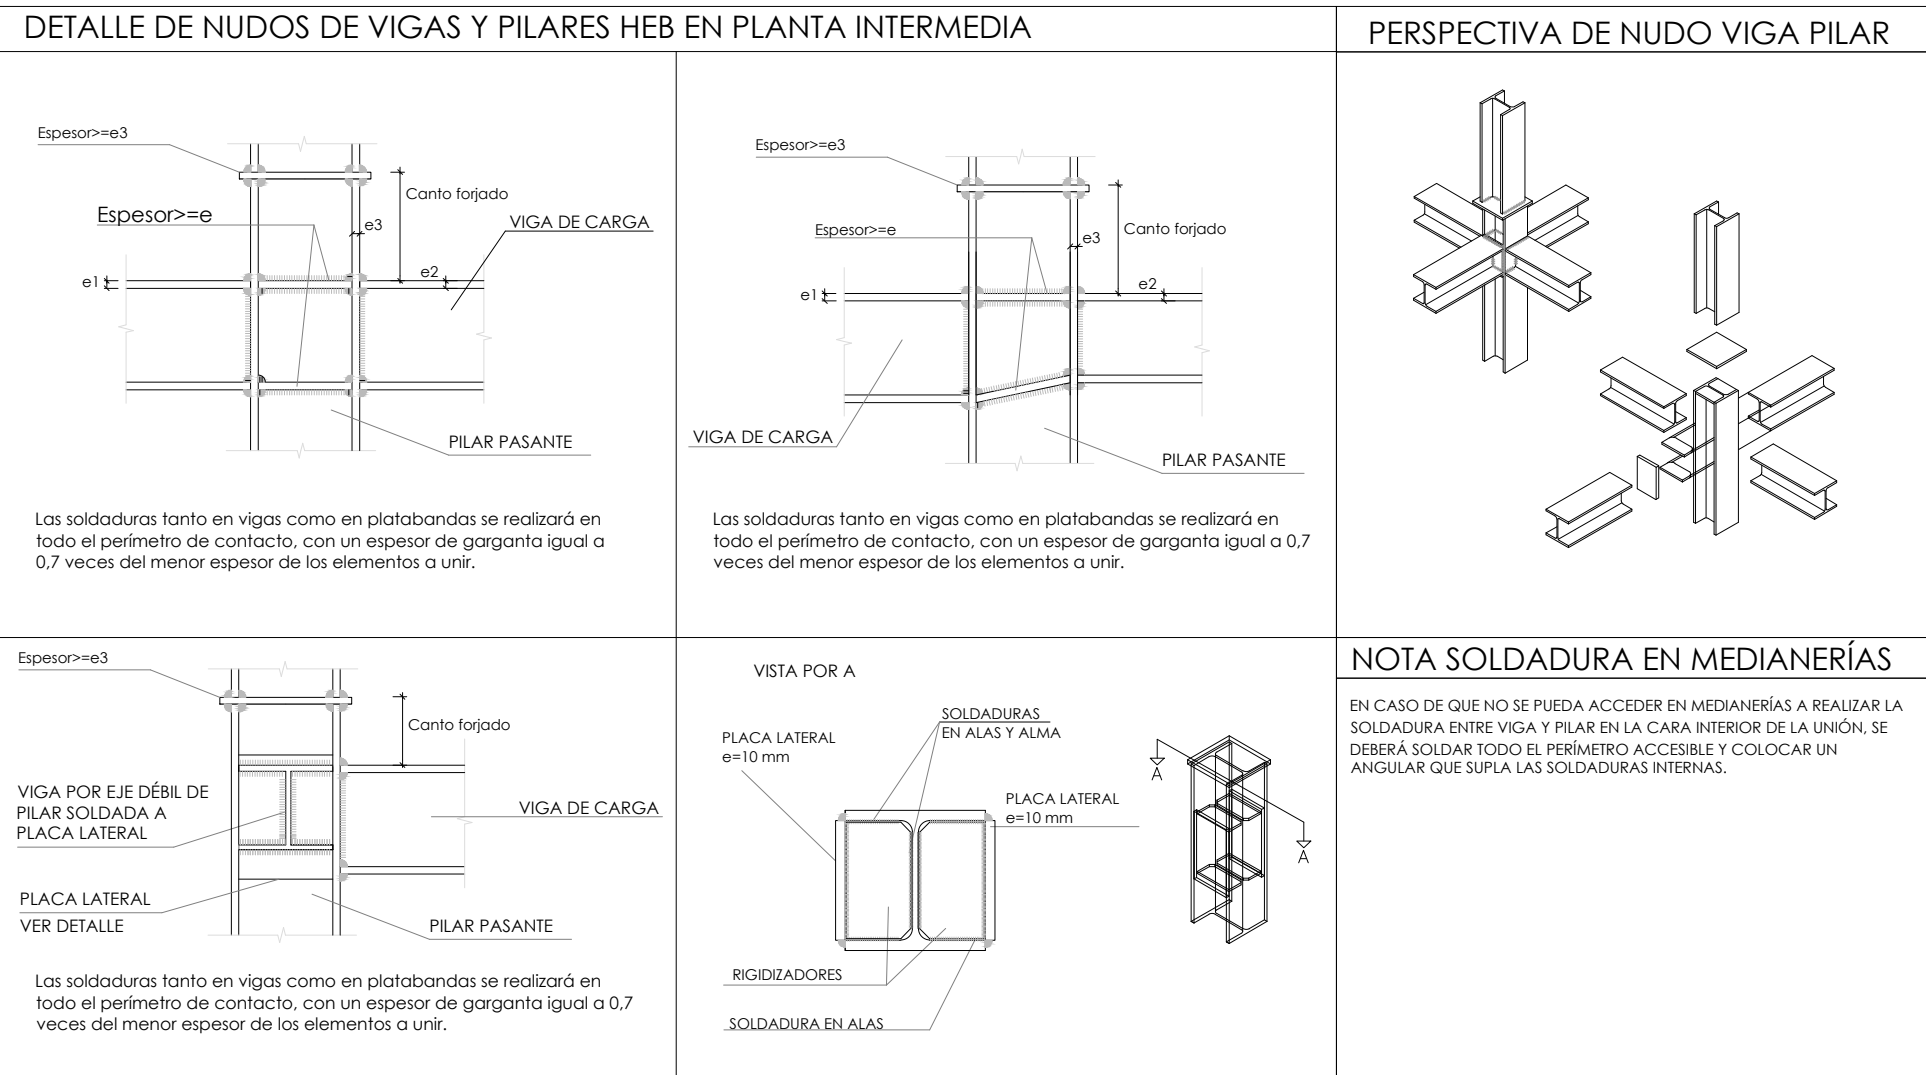 DETALLE DE NUDOS DE VIGAS Y PILARES HEB EN PLANTA INTERMEDIA
PERSPECTIVA DE NUDO VIGA PILAR
Espesor>=e3
Canto forjado
Espesor>=e
e3
VIGA DE CARGA
e1
e2
PILAR PASANTE
Las soldaduras tanto en vigas como en platabandas se realizará en
todo el perímetro de contacto, con un espesor de garganta igual a
0,7 veces del menor espesor de los elementos a unir.
Espesor>=e3
Canto forjado
Espesor>=e
e3
e1
e2
VIGA DE CARGA
PILAR PASANTE
Las soldaduras tanto en vigas como en platabandas se realizará en
todo el perímetro de contacto, con un espesor de garganta igual a 0,7
veces del menor espesor de los elementos a unir.
Espesor>=e3
Canto forjado
VIGA POR EJE DÉBIL DE
PILAR SOLDADA A
PLACA LATERAL
VIGA DE CARGA
PLACA LATERAL
VER DETALLE
PILAR PASANTE
Las soldaduras tanto en vigas como en platabandas se realizará en
todo el perímetro de contacto, con un espesor de garganta igual a 0,7
veces del menor espesor de los elementos a unir.
VISTA POR A
SOLDADURAS
EN ALAS Y ALMA
PLACA LATERAL
e=10 mm
PLACA LATERAL
e=10 mm
A
A
RIGIDIZADORES
SOLDADURA EN ALAS
NOTA SOLDADURA EN MEDIANERÍAS
EN CASO DE QUE NO SE PUEDA ACCEDER EN MEDIANERÍAS A REALIZAR LA
SOLDADURA ENTRE VIGA Y PILAR EN LA CARA INTERIOR DE LA UNIÓN, SE
DEBERÁ SOLDAR TODO EL PERÍMETRO ACCESIBLE Y COLOCAR UN
ANGULAR QUE SUPLA LAS SOLDADURAS INTERNAS.